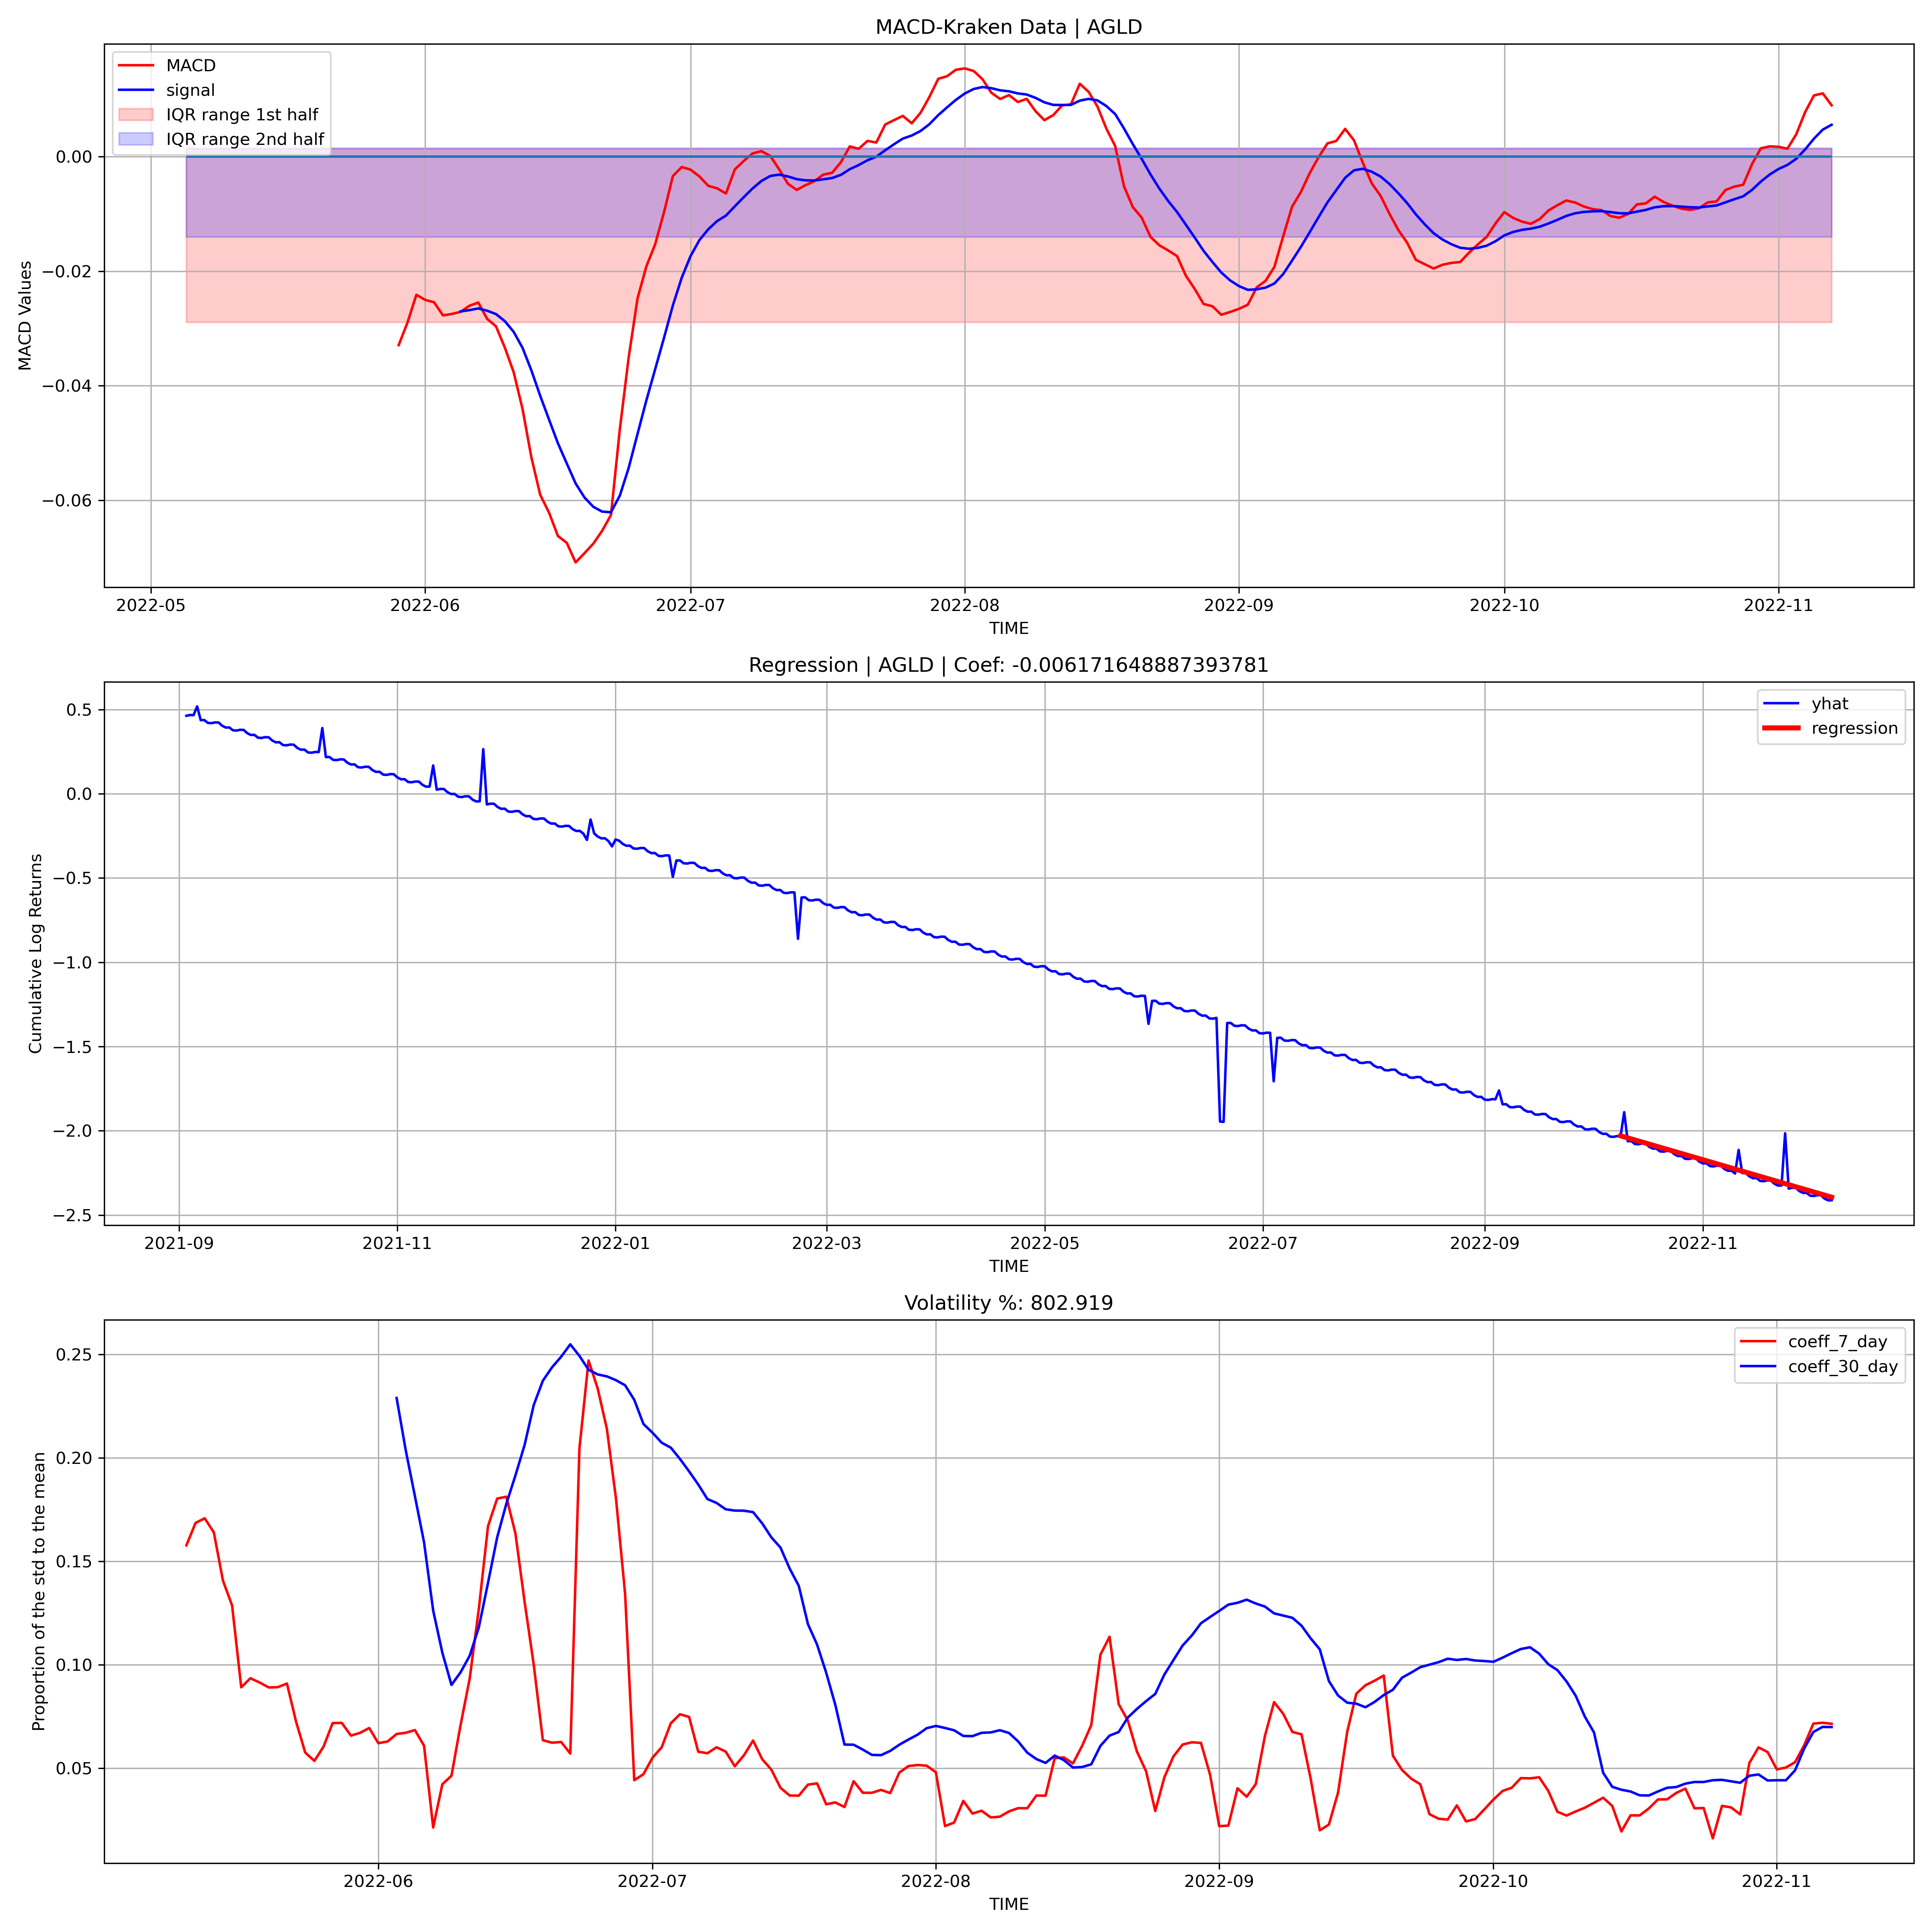 MACD-Kraken Data | AGLD
MACD
signal
IQR range 1st half
IQR range 2nd half
MACD Values
0.00
−0.02
−0.04
−0.06
2022-05 2022-06 2022-07 2022-08 2022-09 2022-10 2022-11
TIME
Regression | AGLD | Coef: -0.006171648887393781
yhat
regression
Cumulative Log Returns
0.5
0.0
−0.5
−1.0
−1.5
−2.0
−2.5
2021-09 2021-11 2022-01 2022-03 2022-05 2022-07 2022-09 2022-11
TIME
Volatility %: 802.919
coeff_7_day
coeff_30_day
Proportion of the std to the mean
0.25
0.20
0.15
0.10
0.05
2022-06 2022-07 2022-08 2022-09 2022-10 2022-11
TIME